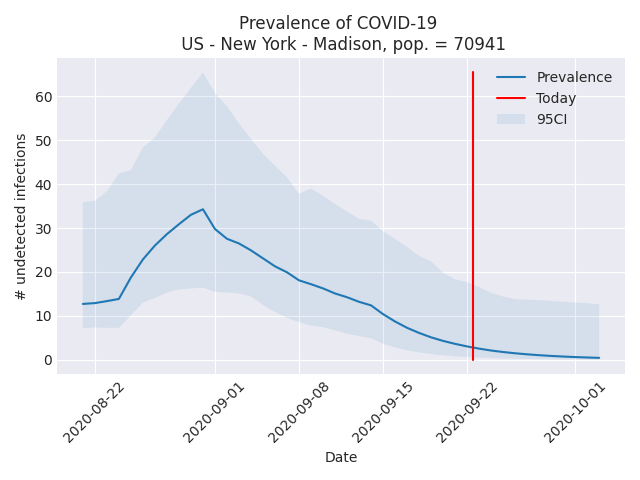 Prevalence of COVID-19
US - New York - Madison, pop. = 70941
# undetected infections
60
50
40
30
20
10
0
Prevalence
Today
95CI
2020-08-22
2020-09-01
2020-09-08
2020-09-15
2020-09-22
2020-10-01
Date